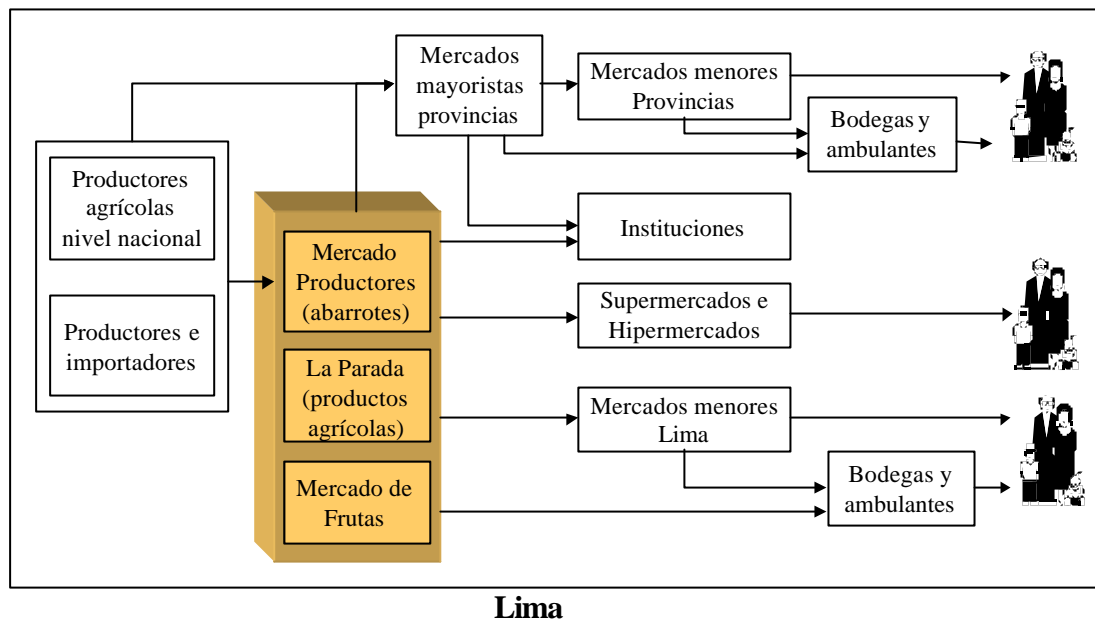 Mercados
mayoristas
provincias
Mercados menores
Provincias
Bodegas y
ambulantes
Productores
agrícolas
nivel nacional
Productores e
importadores
Mercado
Productores
(abarrotes)
La Parada
(productos
agrícolas)
Mercado de
Frutas
Instituciones
Supermercados e
Hipermercados
Mercados menores
Lima
Bodegas y
ambulantes
Lima